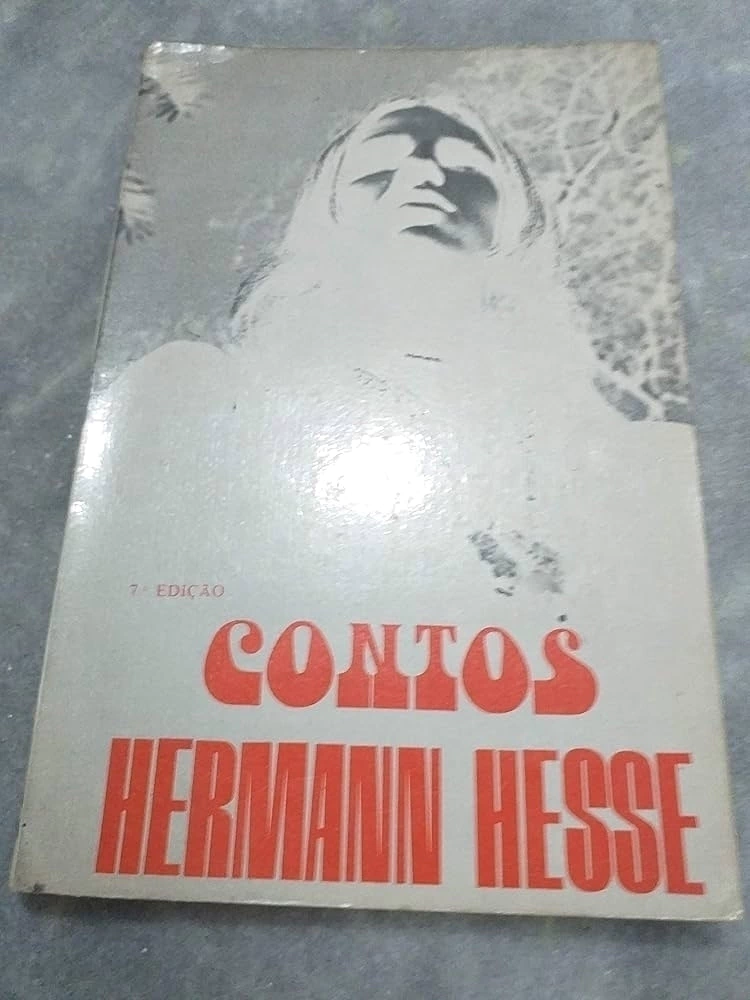 7ª EDIÇÃO
CONTOS
HERMANN HESSE